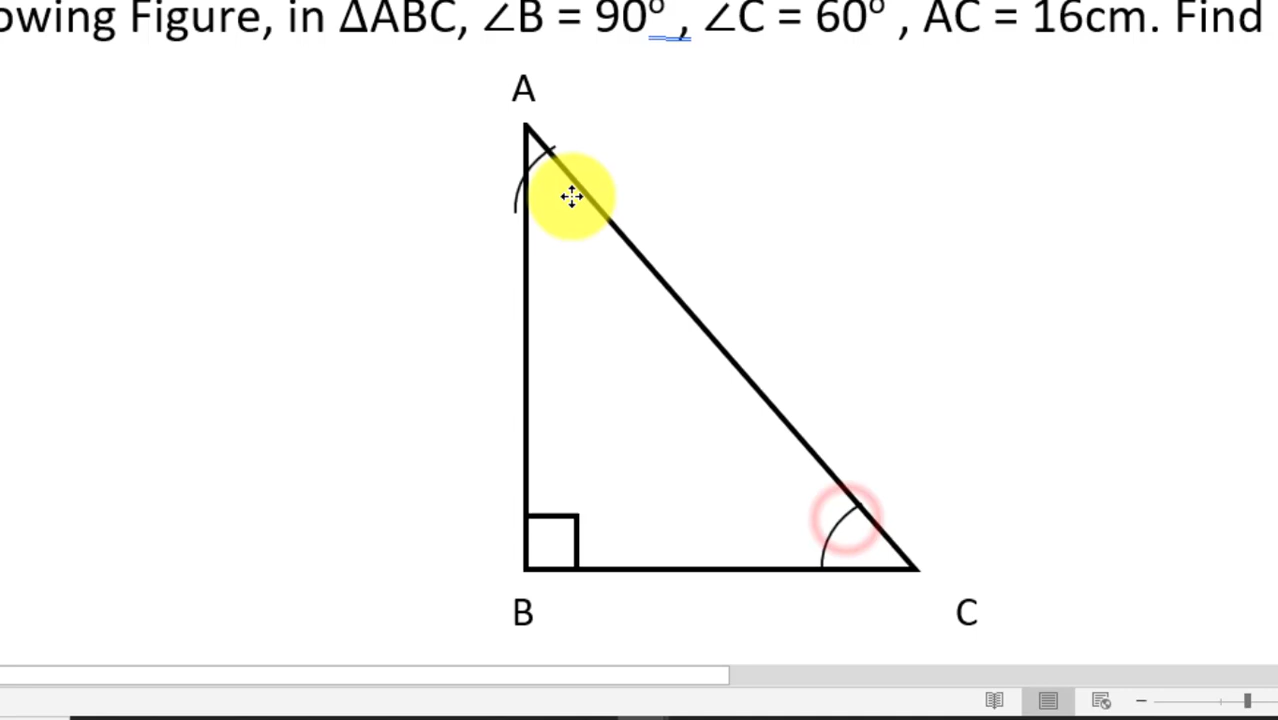 owing Figure, in ΔABC, ∠B = 90° , ∠C = 60° , AC = 16cm. Find
A
B
C